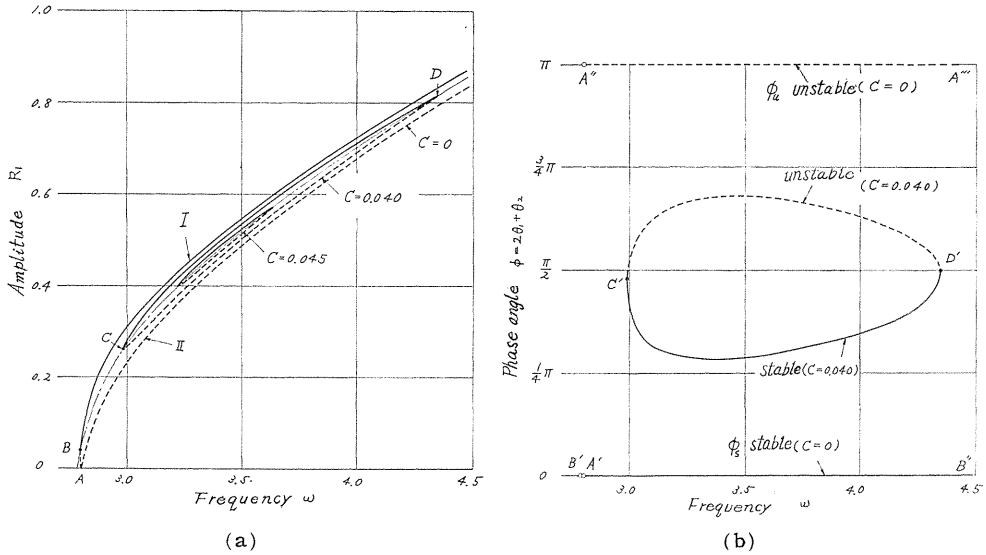 1.0
0.8
0.6
0.4
0.2
0
Amplitude R₁
I
II
A
B
C
D
C=0
C=0.040
C=0.045
3.0
3.5
4.0
4.5
Frequency ω
(a)
π
3/4 π
π/2
1/4 π
0
Phase angle φ=2θ₁+θ₂
A''
A'''
φu unstable (C=0)
unstable
(C=0.040)
C'
D'
stable (C=0.040)
φs stable (C=0)
B' A'
B''
3.0
3.5
4.0
4.5
Frequency ω
(b)